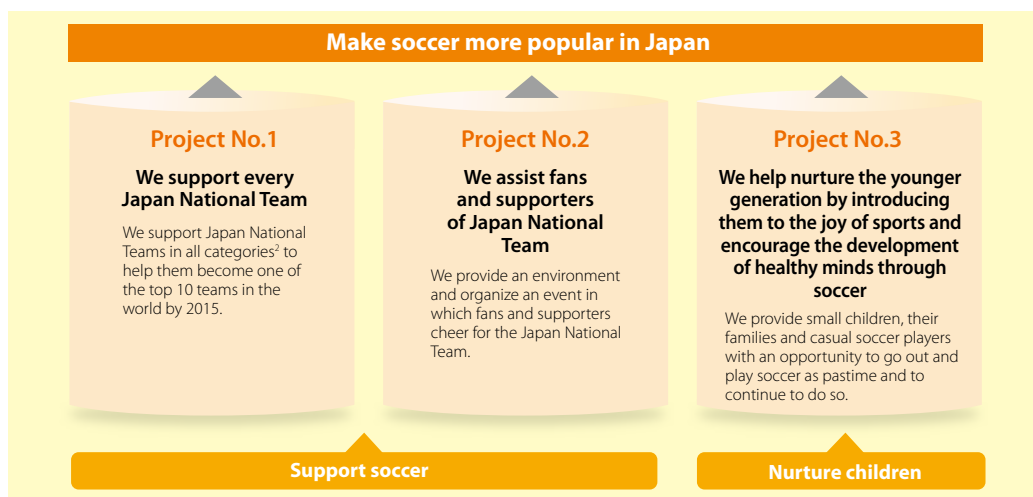 Make soccer more popular in Japan
Project No.1
We support every
Japan National Team
We support Japan National
Teams in all categories² to
help them become one of
the top 10 teams in the
world by 2015.
Project No.2
We assist fans
and supporters
of Japan National
Team
We provide an environment
and organize an event in
which fans and supporters
cheer for the Japan National
Team.
Project No.3
We help nurture the younger
generation by introducing
them to the joy of sports and
encourage the development
of healthy minds through
soccer
We provide small children, their
families and casual soccer players
with an opportunity to go out and
play soccer as pastime and to
continue to do so.
Support soccer
Nurture children